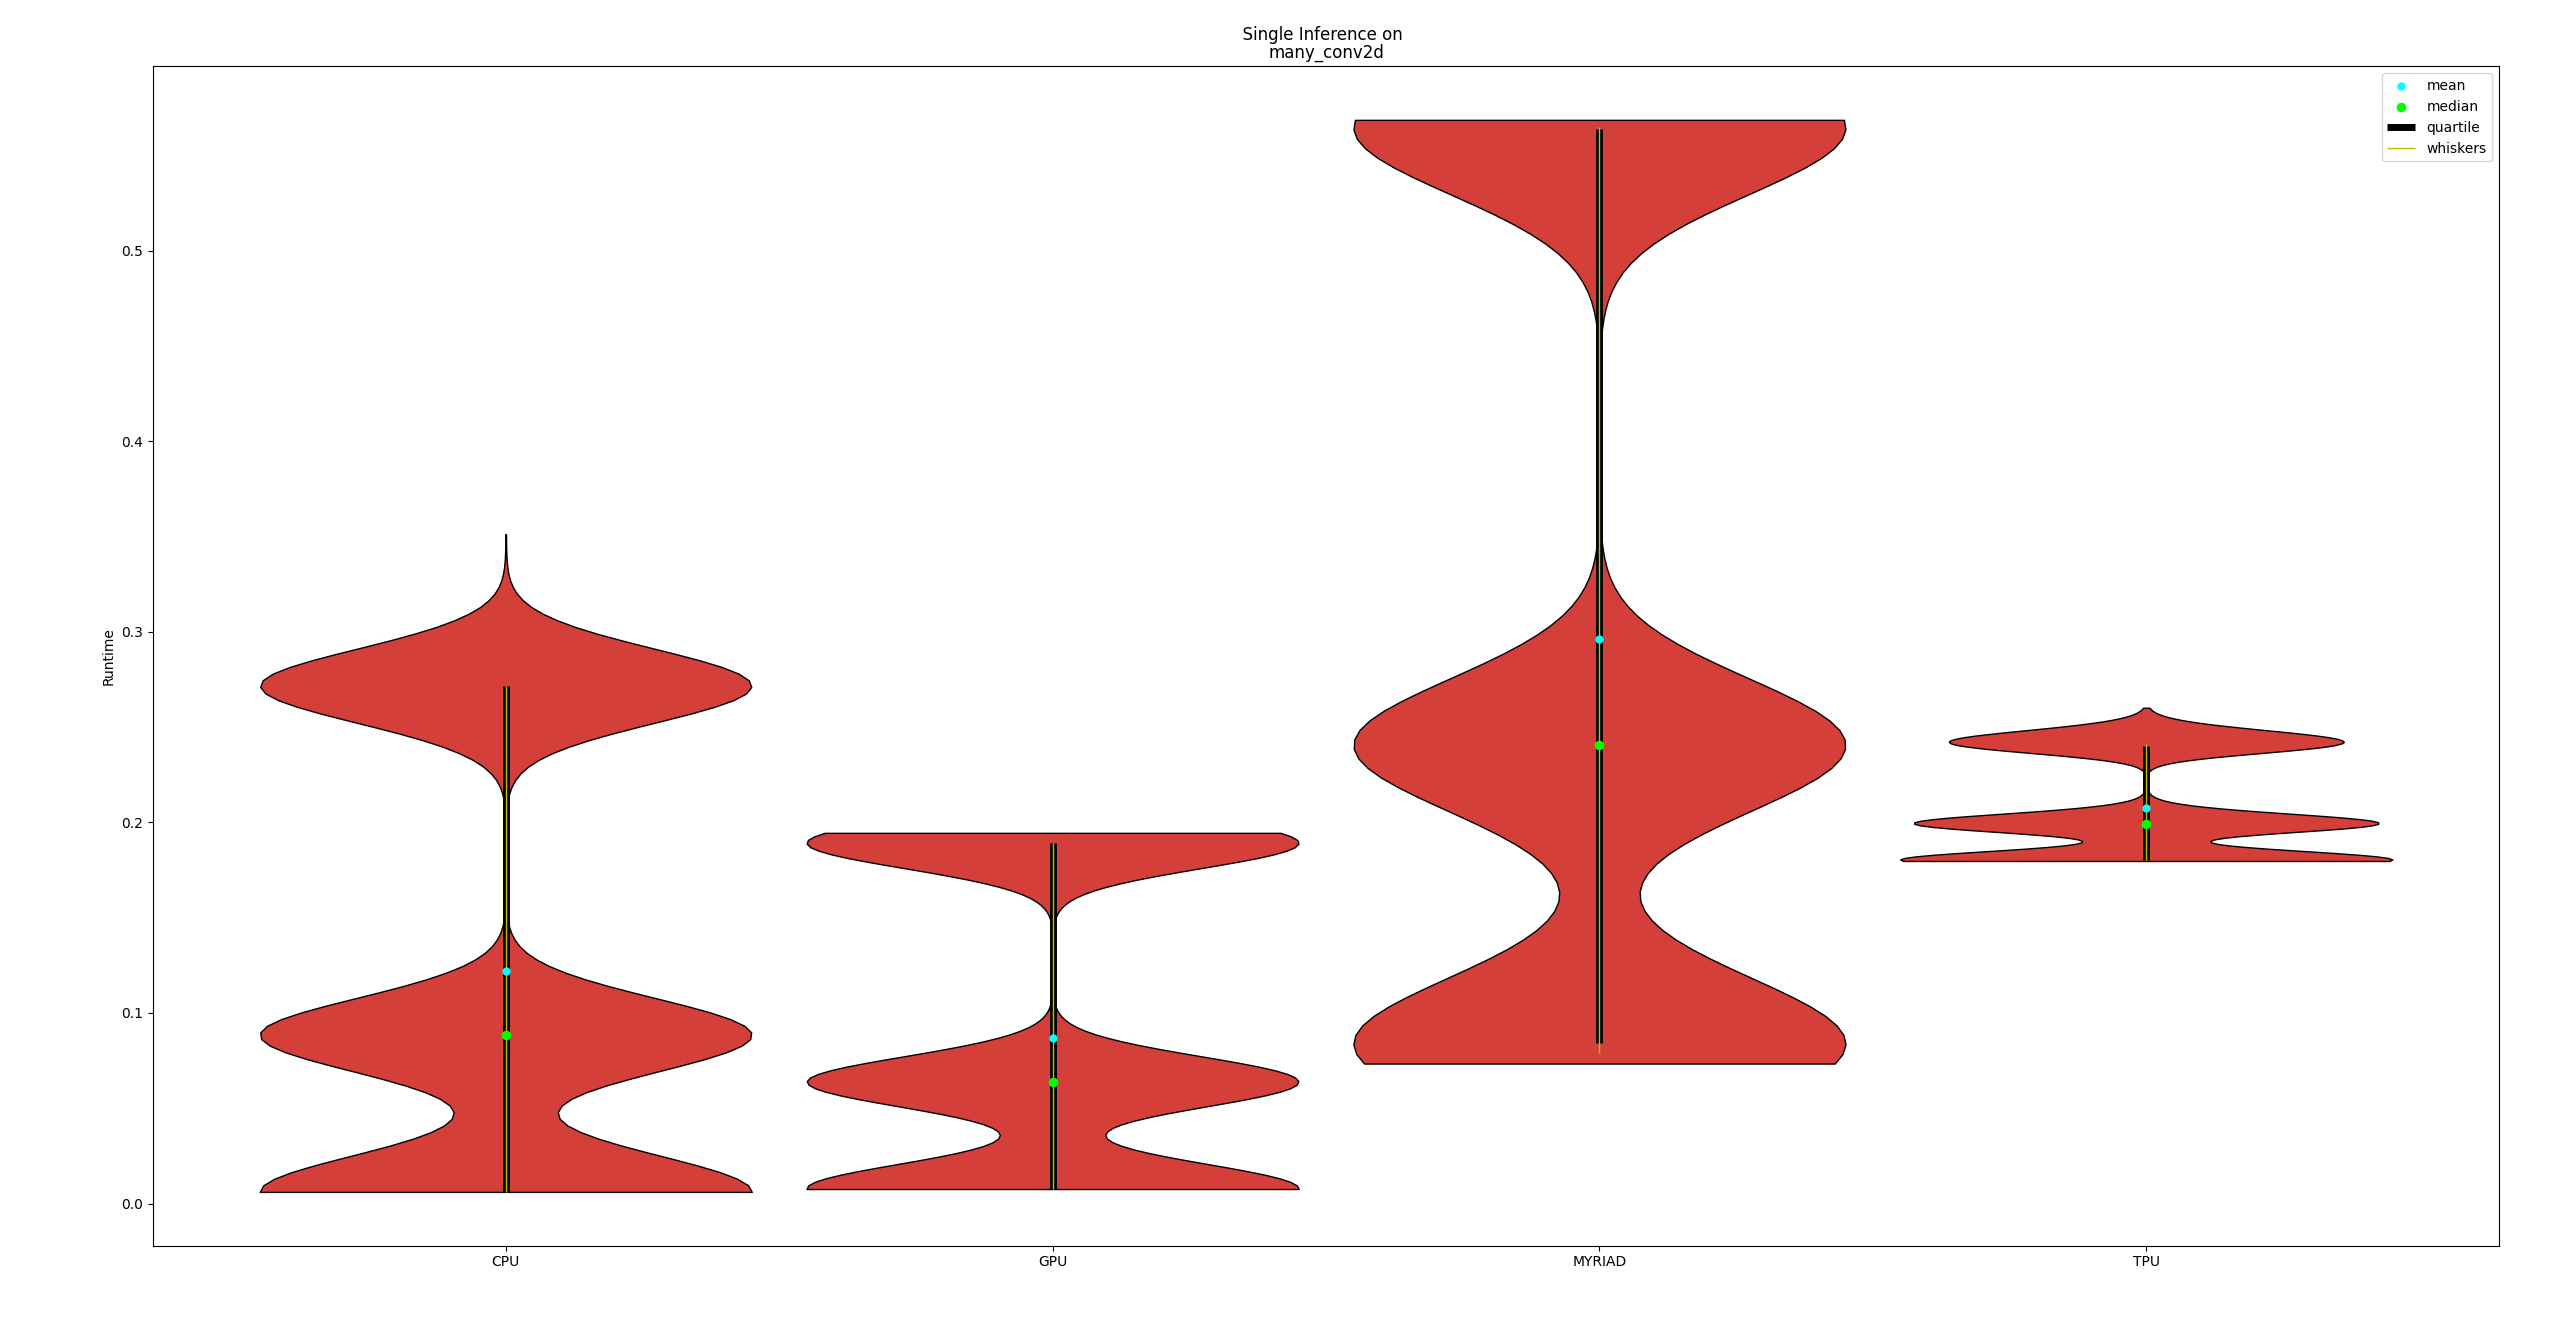 Single Inference on
many_conv2d
mean
median
quartile
whiskers
Runtime
0.5
0.4
0.3
0.2
0.1
0.0
CPU
GPU
MYRIAD
TPU